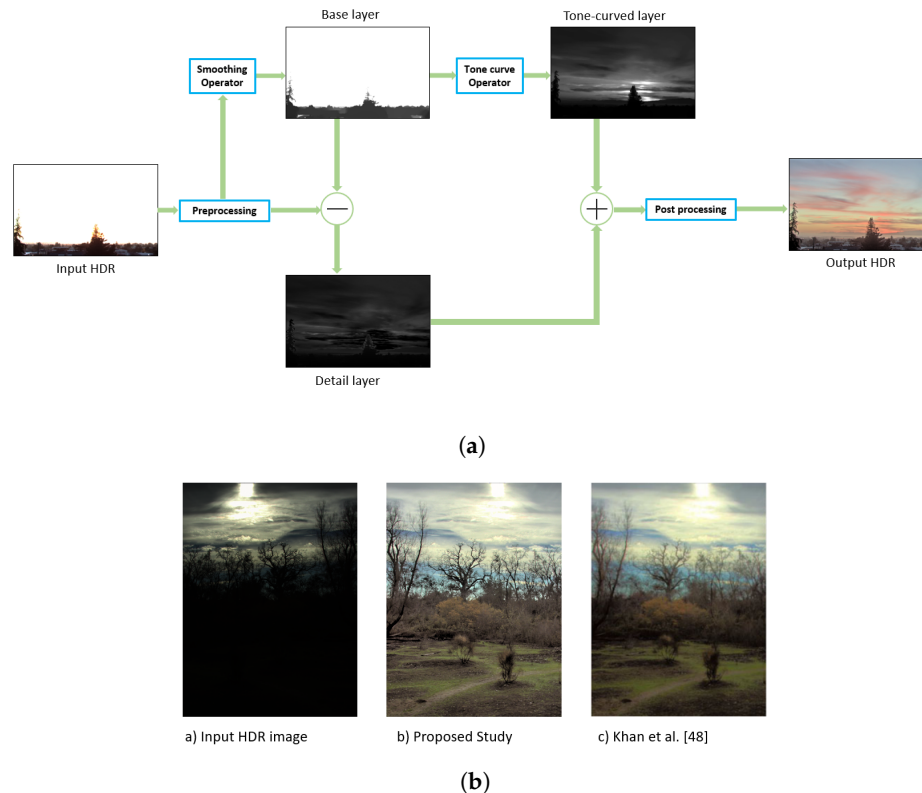 Base layer
Tone-curved layer
Smoothing
Operator
Tone curve
Operator
Preprocessing
Post processing
Input HDR
Output HDR
Detail layer
(a)
a) Input HDR image
b) Proposed Study
c) Khan et al. [48]
(b)